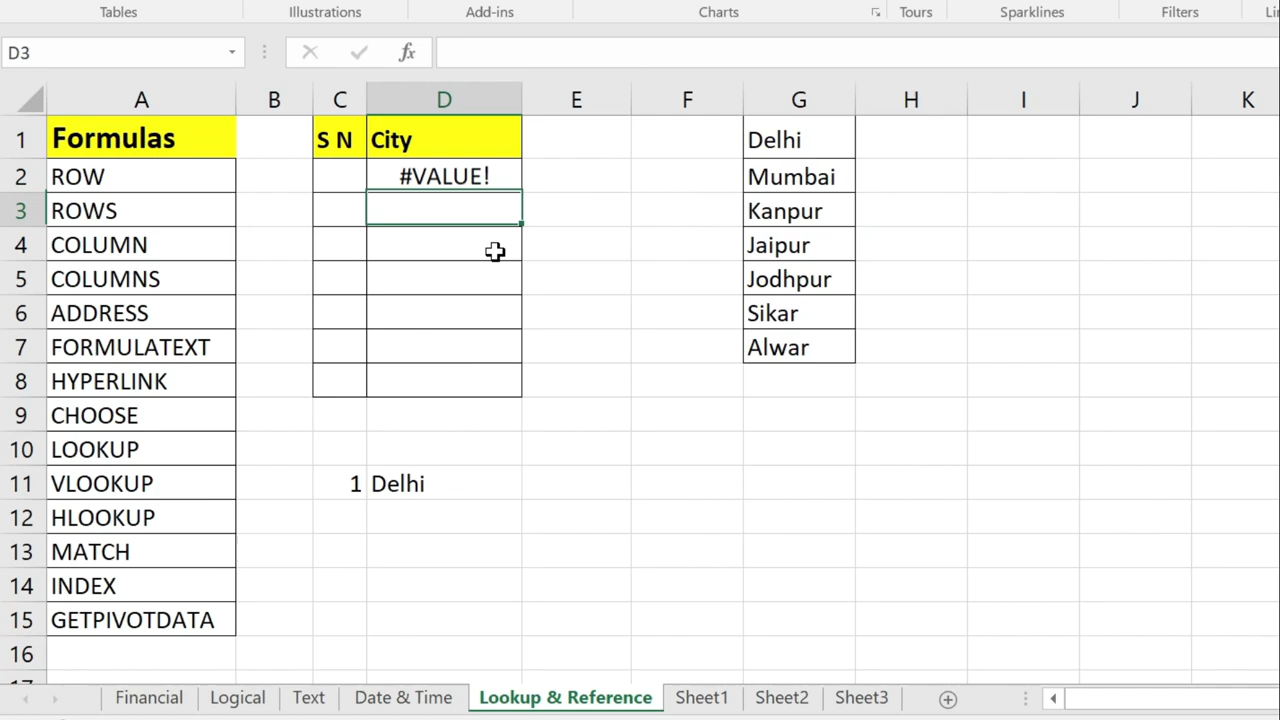 Tables Illustrations Add-ins Charts Tours Sparklines Filters
D3 fx
A B C D E F G H I J K
1 Formulas S N City Delhi
2 ROW #VALUE! Mumbai
3 ROWS Kanpur
4 COLUMN Jaipur
5 COLUMNS Jodhpur
6 ADDRESS Sikar
7 FORMULATEXT Alwar
8 HYPERLINK
9 CHOOSE
10 LOOKUP
11 VLOOKUP 1 Delhi
12 HLOOKUP
13 MATCH
14 INDEX
15 GETPIVOTDATA
16
Financial Logical Text Date & Time Lookup & Reference Sheet1 Sheet2 Sheet3